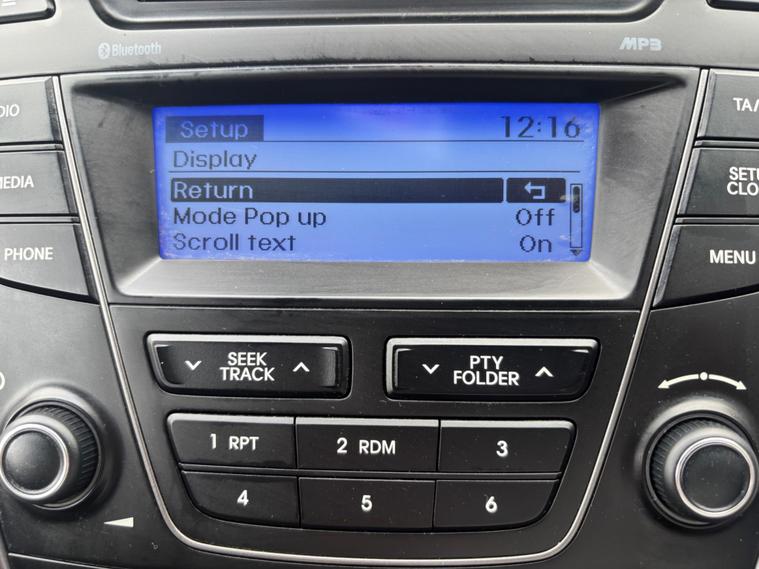 Bluetooth
MP3
Setup 12:16
Display
Return
Mode Pop up Off
Scroll text On
MEDIA
PHONE
MENU
SEEK
TRACK
PTY
FOLDER
1 RPT
2 RDM
3
4
5
6